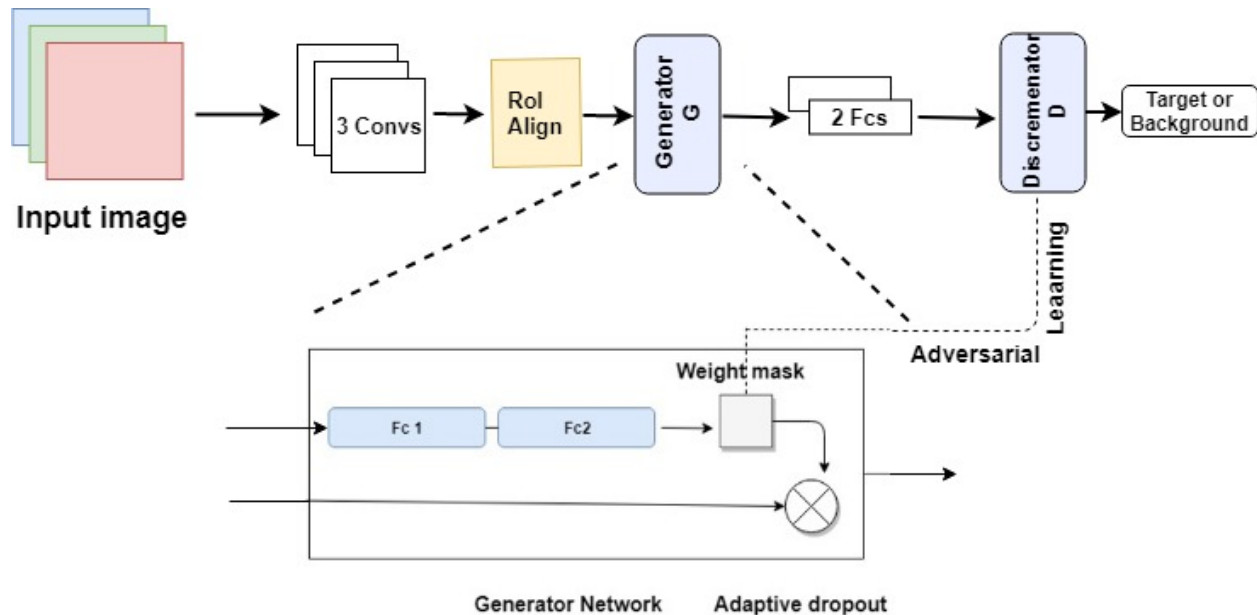 Input image
3 Convs
RoI
Align
Generator
G
2 Fcs
Discremenator
D
Target or
Background
Leaarning
Adversarial
Weight mask
Fc 1
Fc2
Generator Network
Adaptive dropout